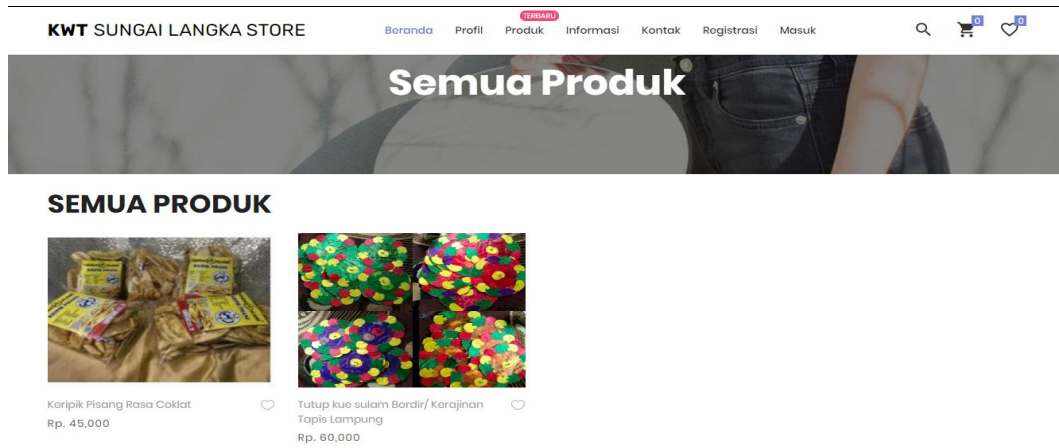 KWT SUNGAI LANGKA STORE
Beranda Profil Produk Informasi Kontak Registrasi Masuk
TERBARU
0 0
Semua Produk
SEMUA PRODUK
Keripik Pisang Rasa Coklat
Rp. 45,000
Tutup kue sulam Bordir/ Kerajinan
Tapis Lampung
Rp. 60,000